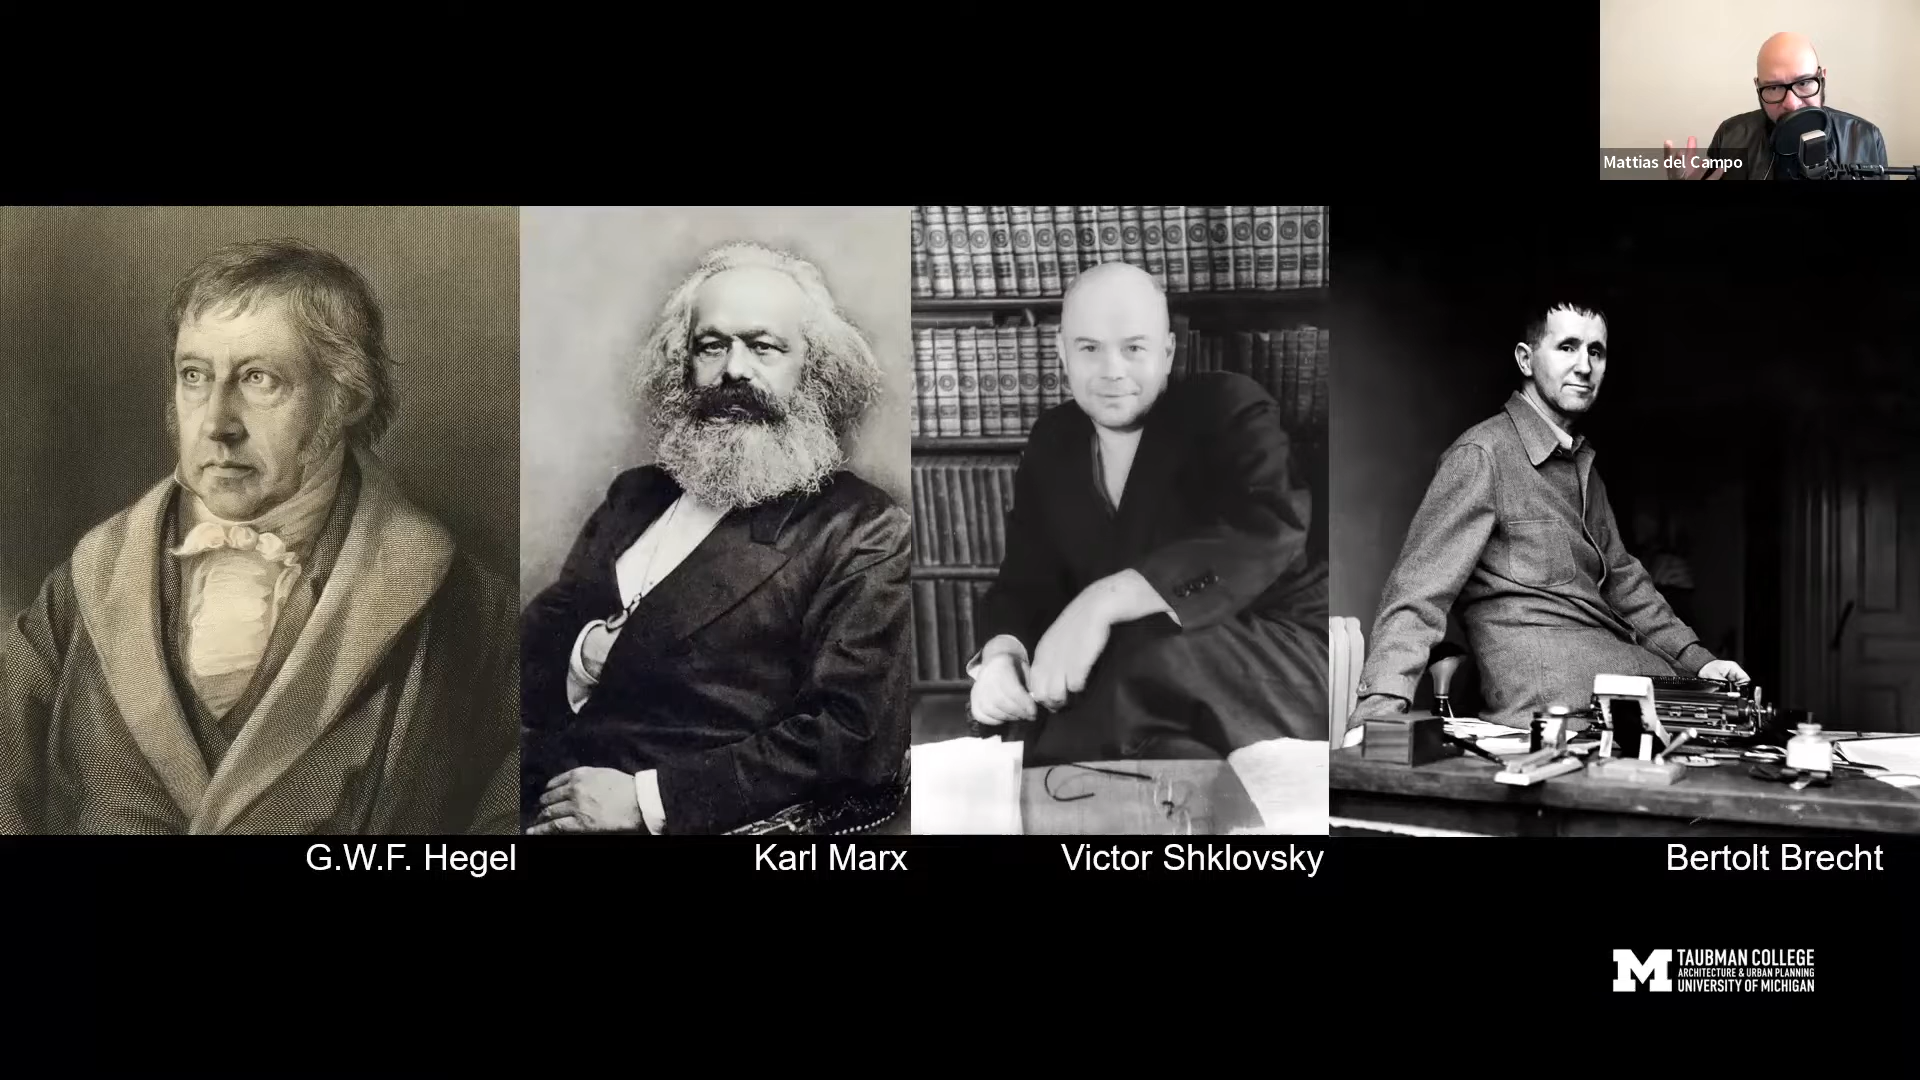 Mattias del Campo
G.W.F. Hegel
Karl Marx
Victor Shklovsky
Bertolt Brecht
M TAUBMAN COLLEGE
ARCHITECTURE & URBAN PLANNING
UNIVERSITY OF MICHIGAN